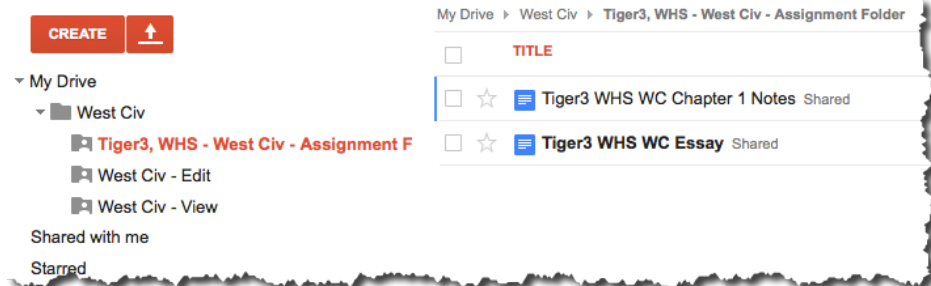 CREATE
My Drive
West Civ
Tiger3, WHS - West Civ - Assignment F
West Civ - Edit
West Civ - View
Shared with me
Starred
My Drive West Civ Tiger3, WHS - West Civ - Assignment Folder
TITLE
Tiger3 WHS WC Chapter 1 Notes Shared
Tiger3 WHS WC Essay Shared